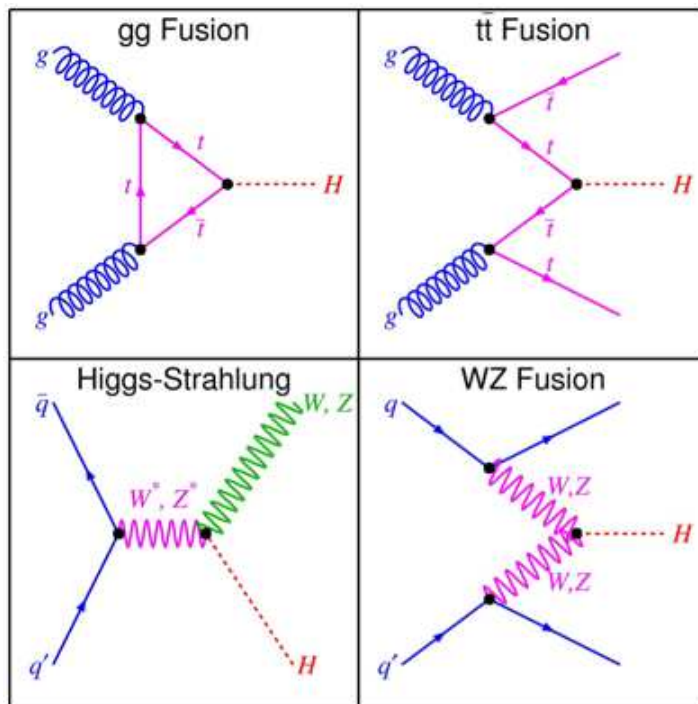 gg Fusion
g
t
t
t̄
H
g
tt̄ Fusion
g
t̄
t
H
t̄
t
g
Higgs-Strahlung
q̄
W, Z
W*, Z*
q′
H
WZ Fusion
q
W,Z
H
W,Z
q′